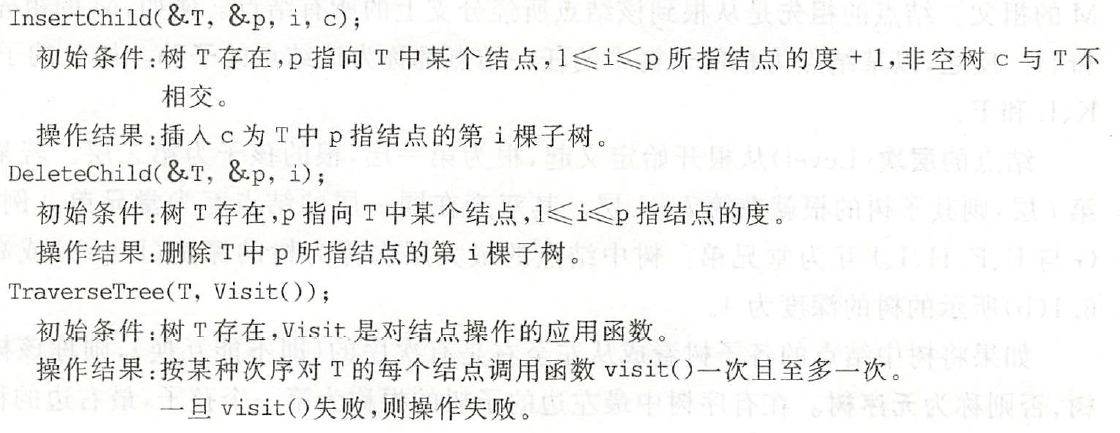 InsertChild(&T, &p, i, c);
初始条件:树 T 存在,p 指向 T 中某个结点,1≤i≤p 所指结点的度+1,非空树 c 与 T 不
相交。
操作结果:插入 c 为 T 中 p 指结点的第 i 棵子树。
DeleteChild(&T, &p, i);
初始条件:树 T 存在,p 指向 T 中某个结点,1≤i≤p 指结点的度。
操作结果:删除 T 中 p 所指结点的第 i 棵子树。
TraverseTree(T, Visit());
初始条件:树 T 存在,Visit 是对结点操作的应用函数。
操作结果:按某种次序对 T 的每个结点调用函数 visit()一次且至多一次。
一旦 visit()失败,则操作失败。